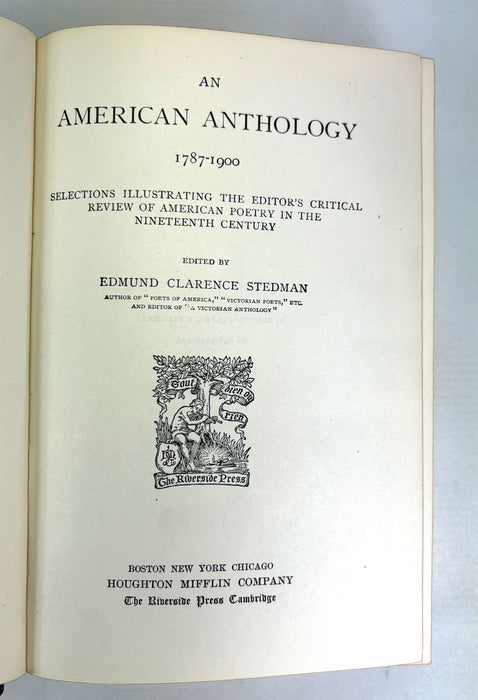 AN
AMERICAN ANTHOLOGY
1787-1900
SELECTIONS ILLUSTRATING THE EDITOR'S CRITICAL
REVIEW OF AMERICAN POETRY IN THE
NINETEENTH CENTURY
EDITED BY
EDMUND CLARENCE STEDMAN
AUTHOR OF "POETS OF AMERICA," "VICTORIAN POETS," ETC.
AND EDITOR OF "A VICTORIAN ANTHOLOGY"
Tout bien ou
rien
The Riverside Press
BOSTON NEW YORK CHICAGO
HOUGHTON MIFFLIN COMPANY
The Riverside Press Cambridge